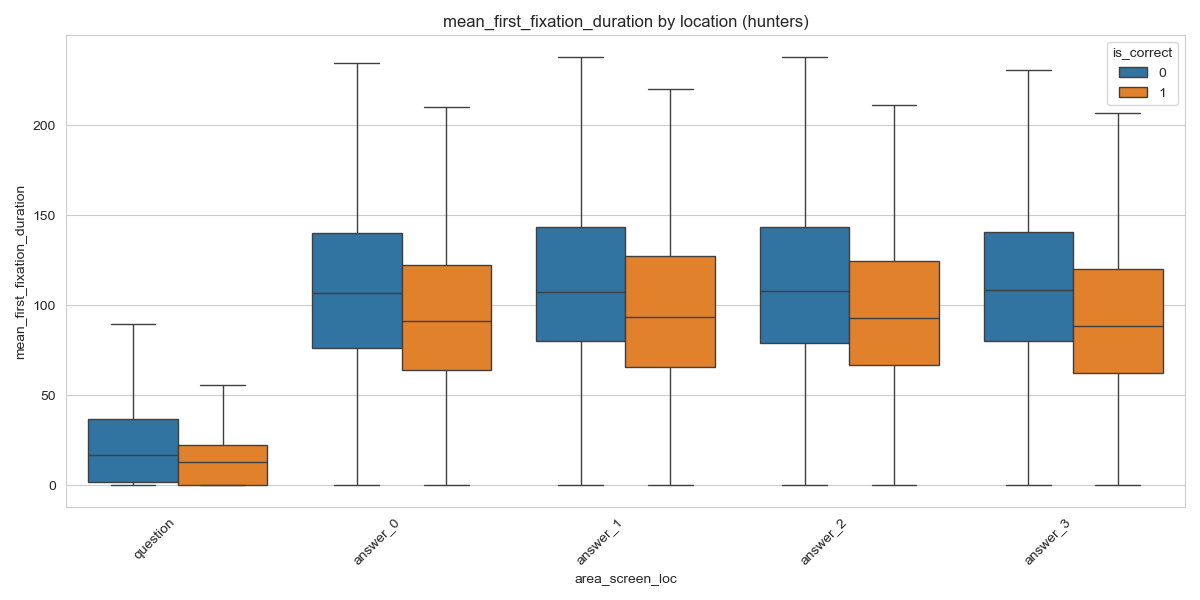 mean_first_fixation_duration by location (hunters)
is_correct
0
1
mean_first_fixation_duration
200
150
100
50
0
question
answer_0
answer_1
answer_2
answer_3
area_screen_loc